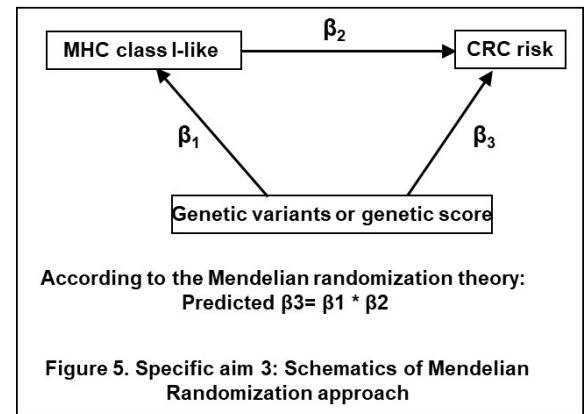 β2
MHC class I-like
CRC risk
β1
β3
Genetic variants or genetic score
According to the Mendelian randomization theory:
Predicted β3= β1 * β2
Figure 5. Specific aim 3: Schematics of Mendelian
Randomization approach